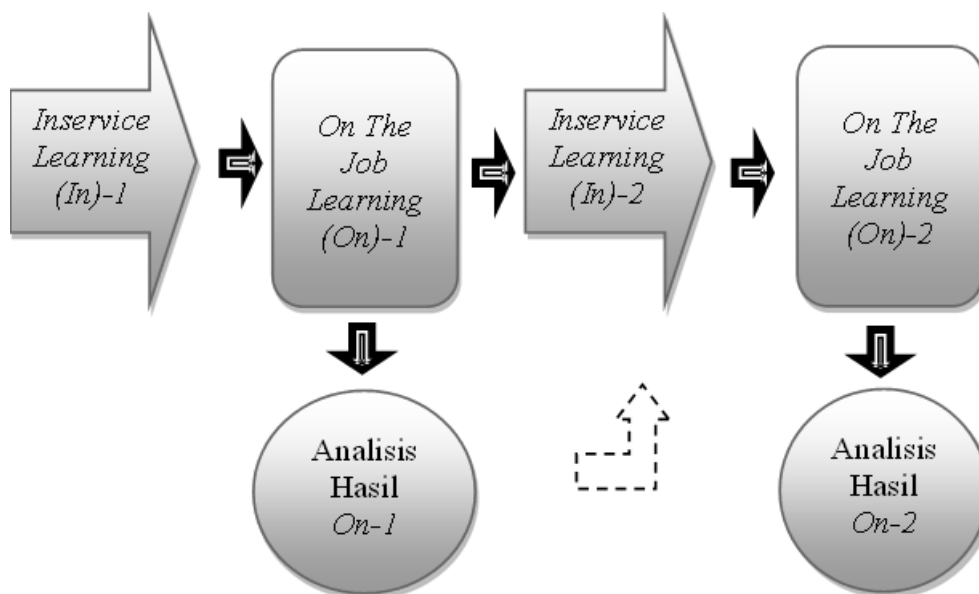 Inservice
Learning
(In)-1
On The
Job
Learning
(On)-1
Inservice
Learning
(In)-2
On The
Job
Learning
(On)-2
Analisis
Hasil
On-1
Analisis
Hasil
On-2